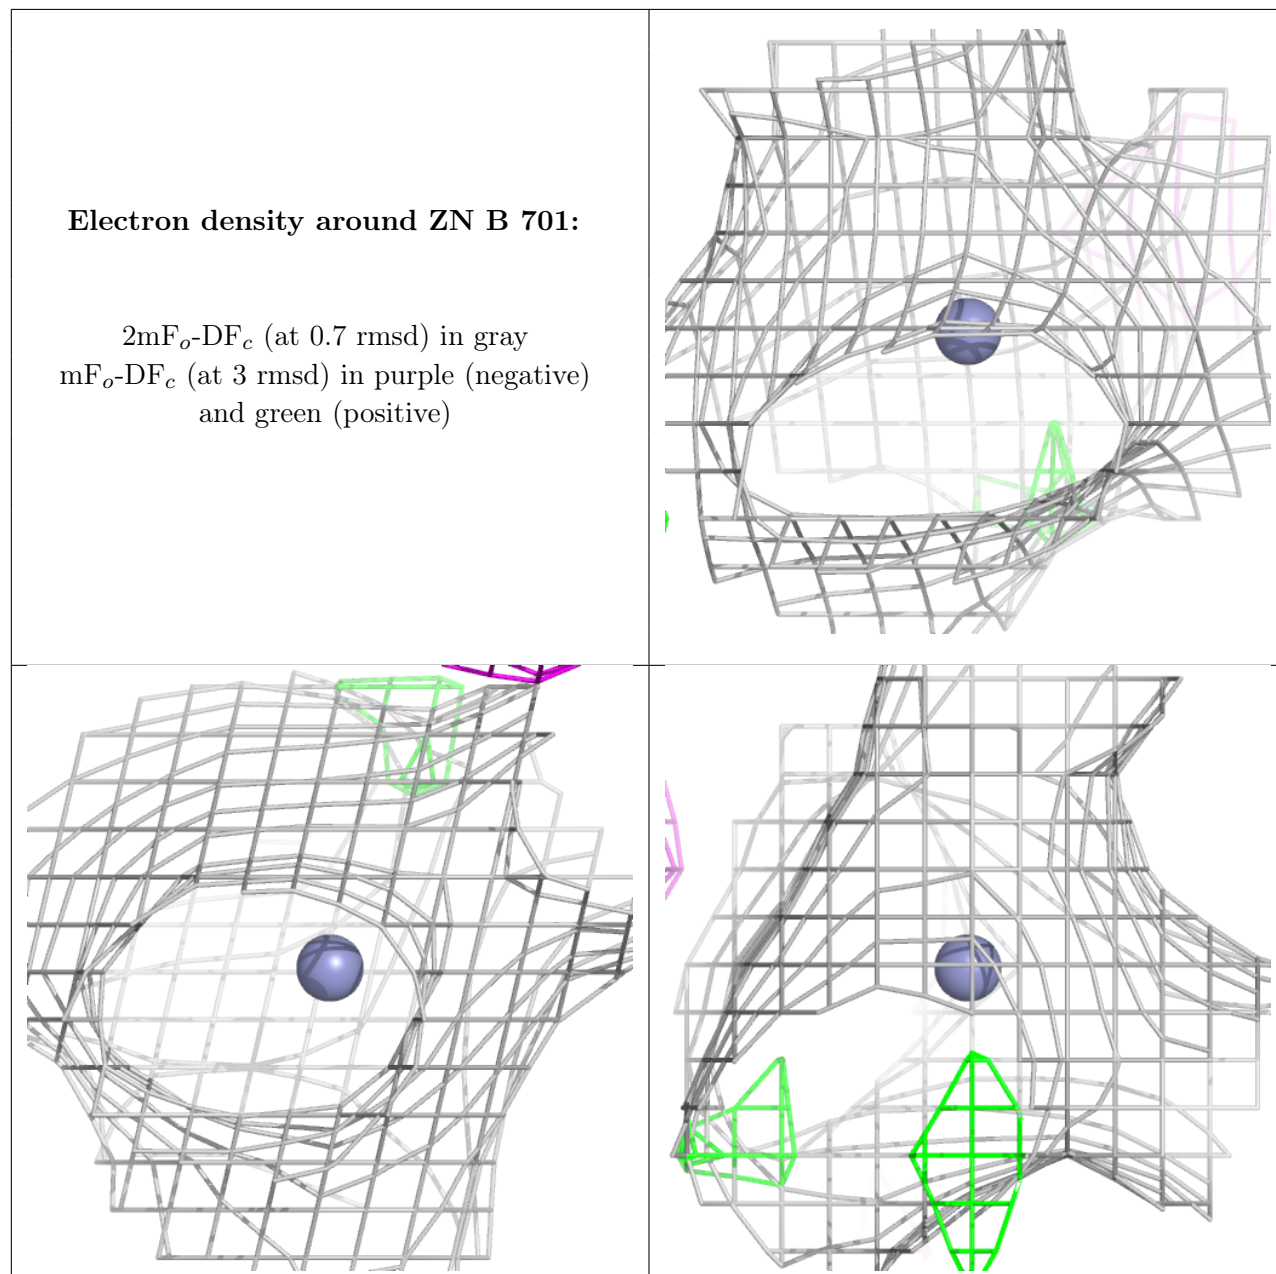 Electron density around ZN B 701:
2mFo-DFc (at 0.7 rmsd) in gray
mFo-DFc (at 3 rmsd) in purple (negative)
and green (positive)